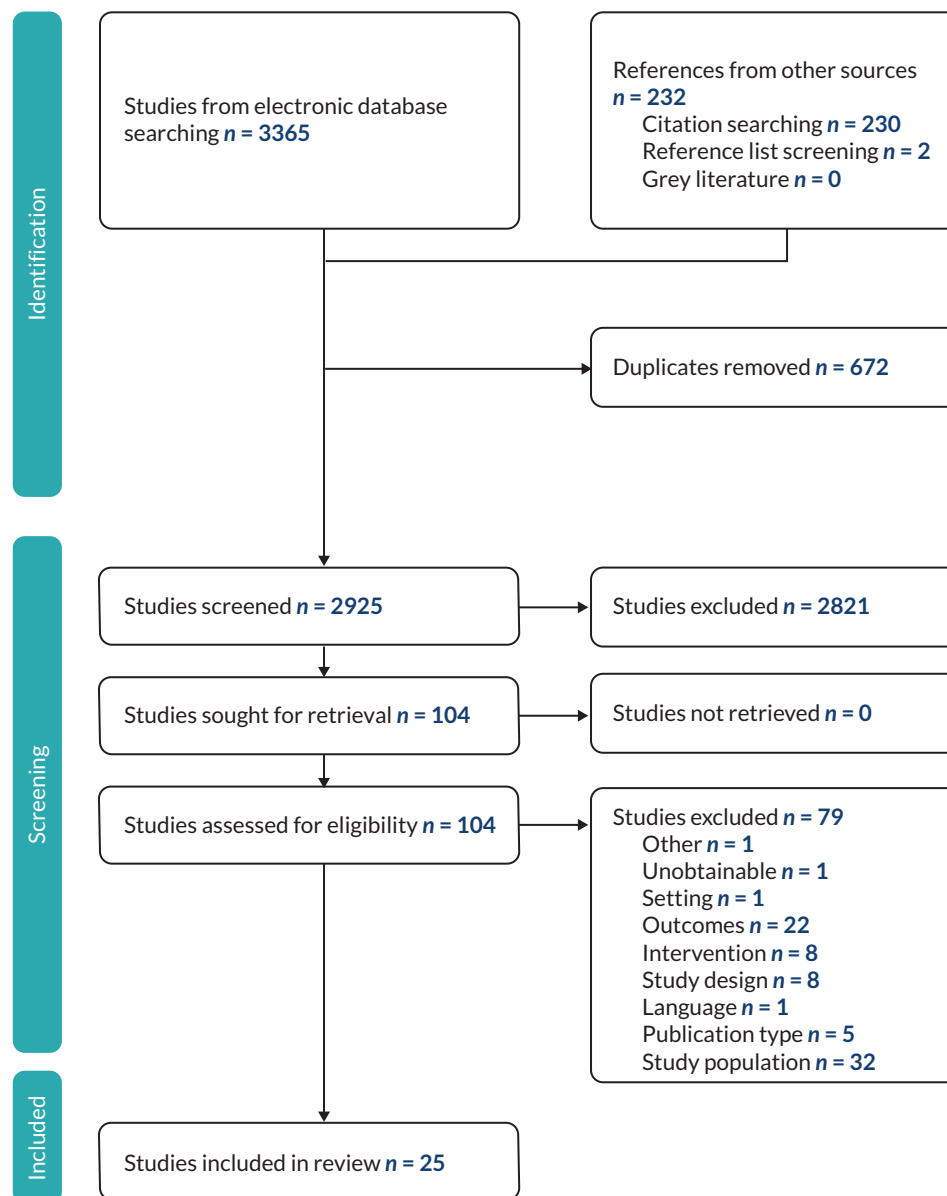 Identification
Studies from electronic database
searching n = 3365
References from other sources
n = 232
Citation searching n = 230
Reference list screening n = 2
Grey literature n = 0
Duplicates removed n = 672
Screening
Studies screened n = 2925
Studies excluded n = 2821
Studies sought for retrieval n = 104
Studies not retrieved n = 0
Studies assessed for eligibility n = 104
Studies excluded n = 79
Other n = 1
Unobtainable n = 1
Setting n = 1
Outcomes n = 22
Intervention n = 8
Study design n = 8
Language n = 1
Publication type n = 5
Study population n = 32
Included
Studies included in review n = 25